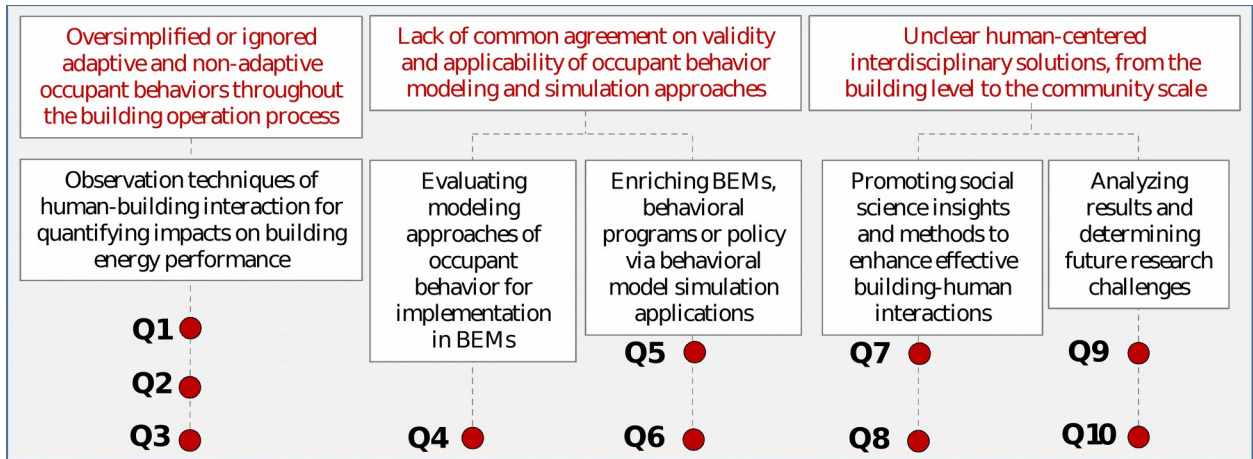 Oversimplified or ignored
adaptive and non-adaptive
occupant behaviors throughout
the building operation process
Lack of common agreement on validity
and applicability of occupant behavior
modeling and simulation approaches
Unclear human-centered
interdisciplinary solutions, from the
building level to the community scale
Observation techniques of
human-building interaction for
quantifying impacts on building
energy performance
Evaluating
modeling
approaches of
occupant
behavior for
implementation
in BEMs
Enriching BEMs,
behavioral
programs or policy
via behavioral
model simulation
applications
Promoting social
science insights
and methods to
enhance effective
building-human
interactions
Analyzing
results and
determining
future research
challenges
Q1
Q2
Q3
Q4
Q5
Q6
Q7
Q8
Q9
Q10